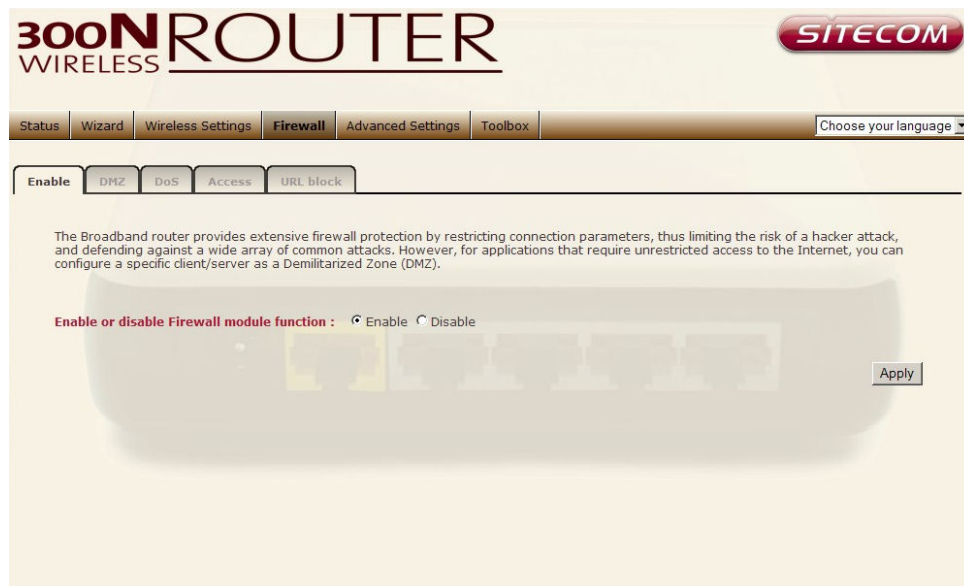 300N ROUTER
WIRELESS
SITECOM
Status Wizard Wireless Settings Firewall Advanced Settings Toolbox Choose your language
Enable DMZ DoS Access URL block
The Broadband router provides extensive firewall protection by restricting connection parameters, thus limiting the risk of a hacker attack,
and defending against a wide array of common attacks. However, for applications that require unrestricted access to the Internet, you can
configure a specific client/server as a Demilitarized Zone (DMZ).
Enable or disable Firewall module function : Enable Disable
Apply